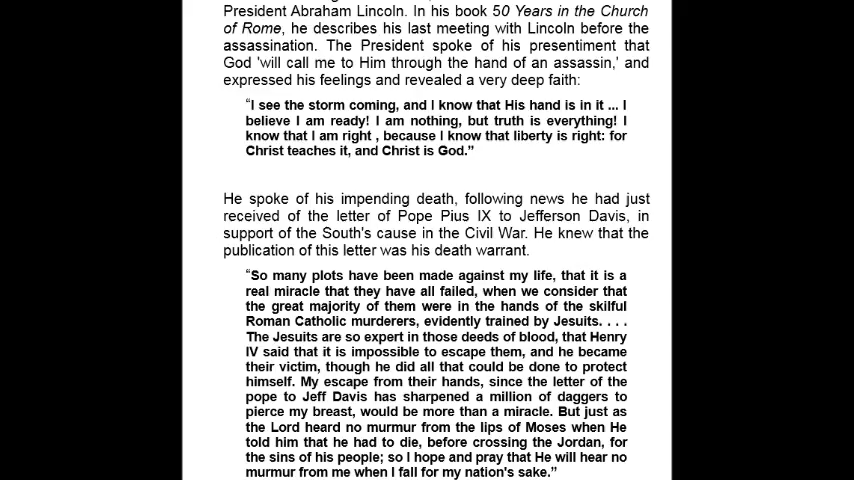 President Abraham Lincoln. In his book 50 Years in the Church
of Rome, he describes his last meeting with Lincoln before the
assassination. The President spoke of his presentiment that
God 'will call me to Him through the hand of an assassin,' and
expressed his feelings and revealed a very deep faith:
“I see the storm coming, and I know that His hand is in it ... I
believe I am ready! I am nothing, but truth is everything! I
know that I am right , because I know that liberty is right: for
Christ teaches it, and Christ is God.”
He spoke of his impending death, following news he had just
received of the letter of Pope Pius IX to Jefferson Davis, in
support of the South's cause in the Civil War. He knew that the
publication of this letter was his death warrant.
“So many plots have been made against my life, that it is a
real miracle that they have all failed, when we consider that
the great majority of them were in the hands of the skilful
Roman Catholic murderers, evidently trained by Jesuits. . . .
The Jesuits are so expert in those deeds of blood, that Henry
IV said that it is impossible to escape them, and he became
their victim, though he did all that could be done to protect
himself. My escape from their hands, since the letter of the
pope to Jeff Davis has sharpened a million of daggers to
pierce my breast, would be more than a miracle. But just as
the Lord heard no murmur from the lips of Moses when He
told him that he had to die, before crossing the Jordan, for
the sins of his people; so I hope and pray that He will hear no
murmur from me when I fall for my nation's sake.”